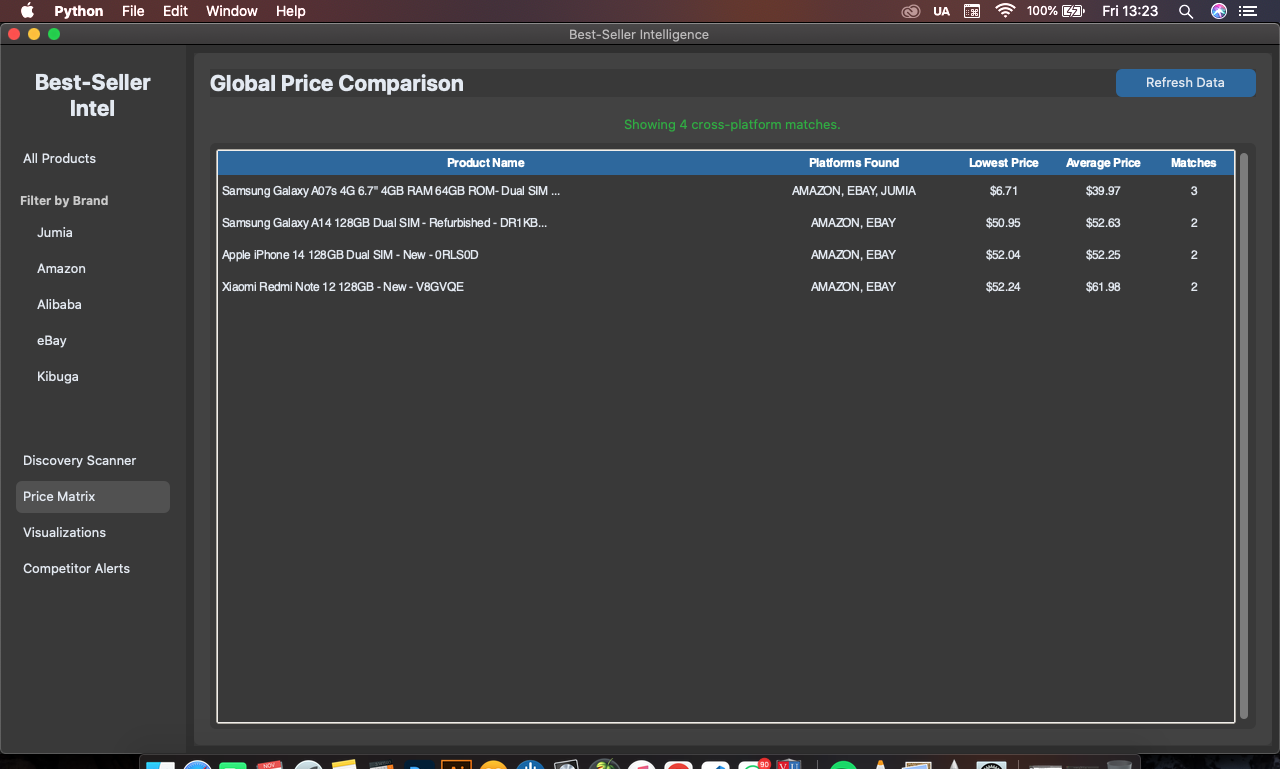 Python File Edit Window Help UA 100% Fri 13:23
Best-Seller Intelligence
Best-Seller
Intel
All Products
Filter by Brand
Jumia
Amazon
Alibaba
eBay
Kibuga
Discovery Scanner
Price Matrix
Visualizations
Competitor Alerts
Global Price Comparison
Refresh Data
Showing 4 cross-platform matches.
Product Name Platforms Found Lowest Price Average Price Matches
Samsung Galaxy A07s 4G 6.7" 4GB RAM 64GB ROM- Dual SIM ... AMAZON, EBAY, JUMIA $6.71 $39.97 3
Samsung Galaxy A14 128GB Dual SIM - Refurbished - DR1KB... AMAZON, EBAY $50.95 $52.63 2
Apple iPhone 14 128GB Dual SIM - New - 0RLS0D AMAZON, EBAY $52.04 $52.25 2
Xiaomi Redmi Note 12 128GB - New - V8GVQE AMAZON, EBAY $52.24 $61.98 2
NOV 90 VU